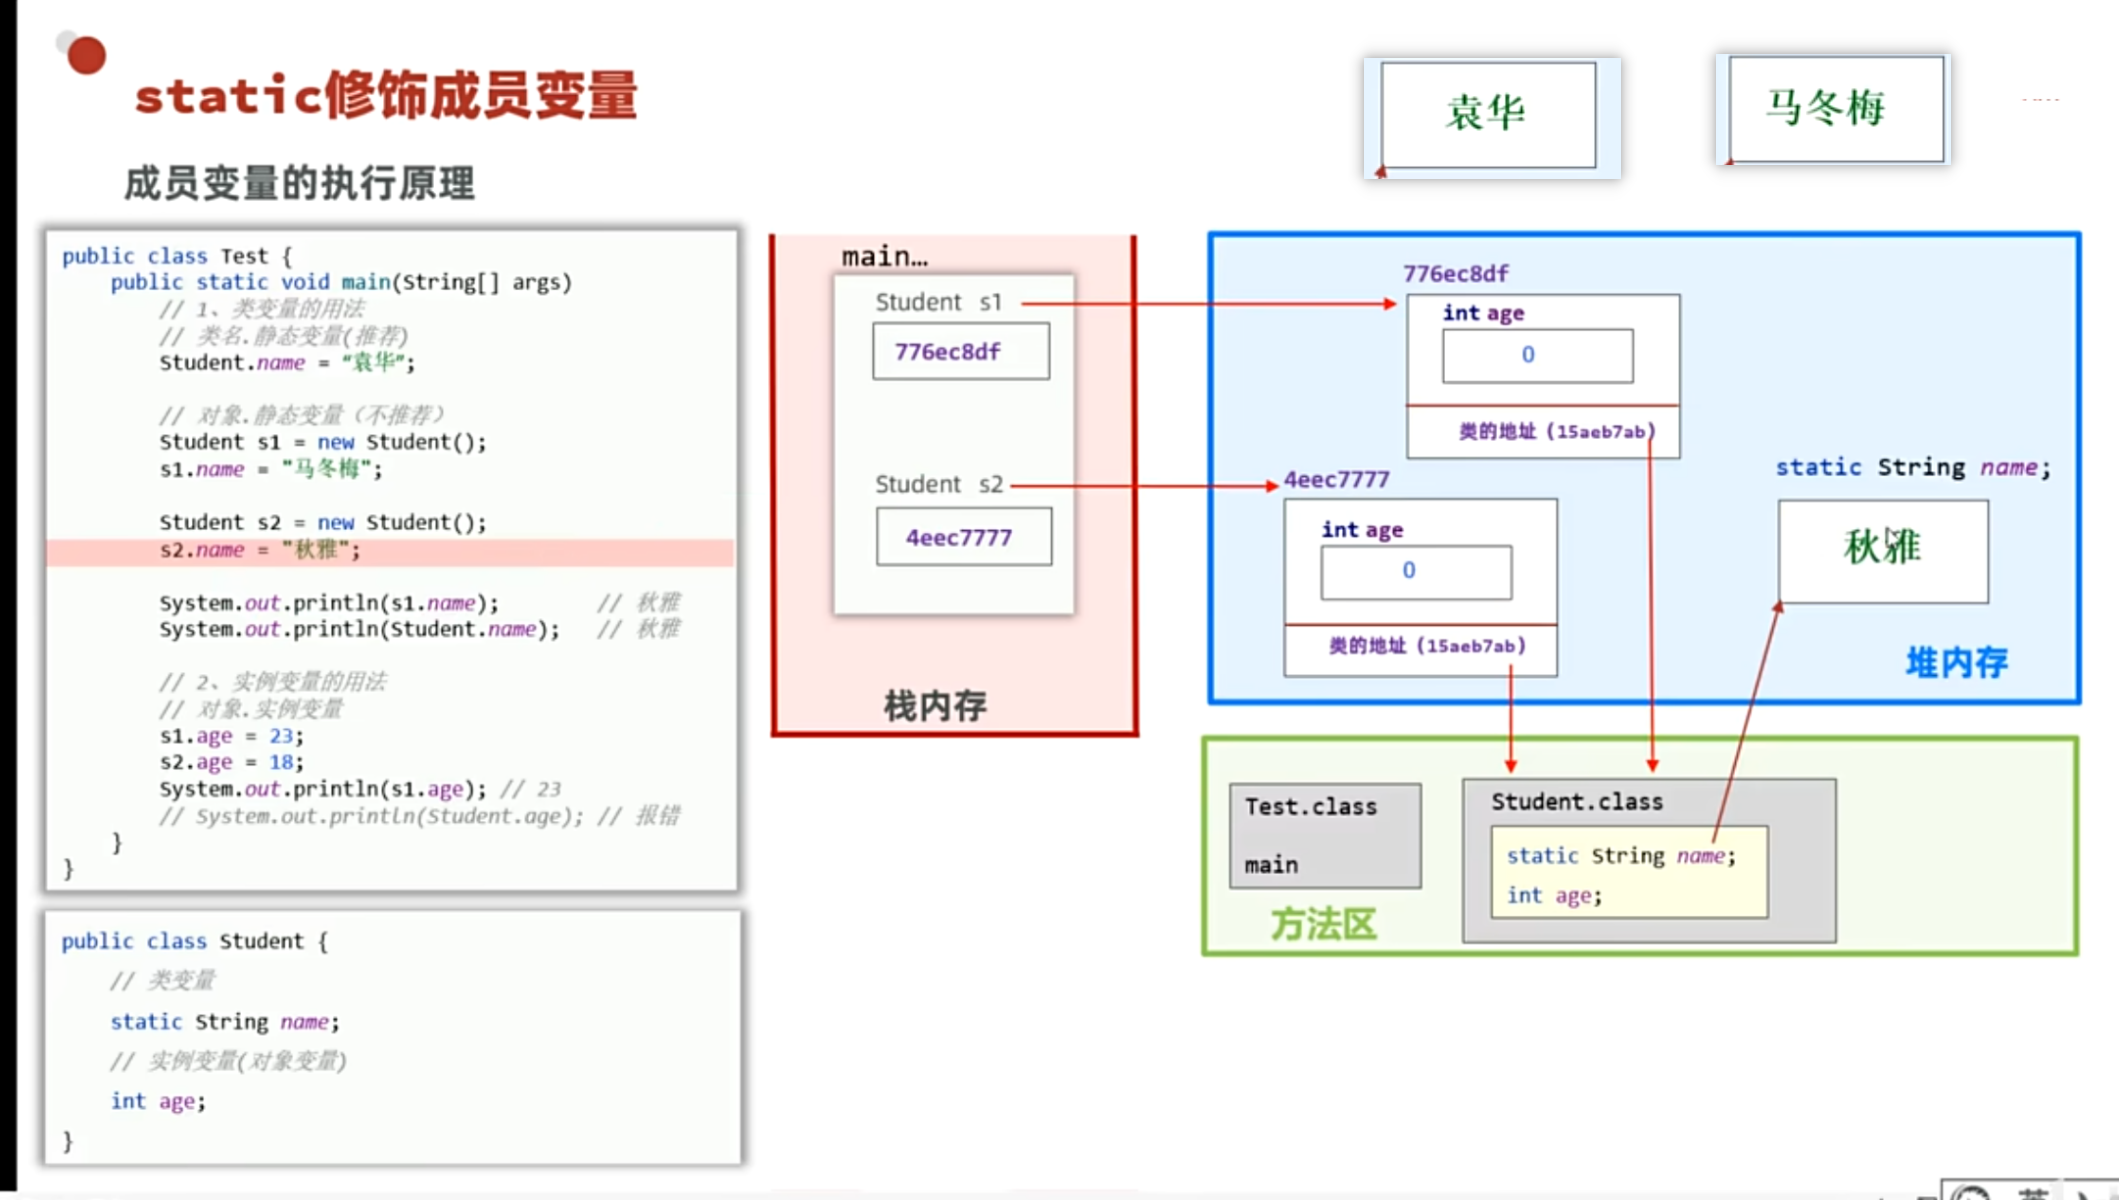 static修饰成员变量
成员变量的执行原理
袁华
马冬梅
public class Test {
public static void main(String[] args)
// 1、类变量的用法
// 类名.静态变量(推荐)
Student.name = "袁华";
// 对象.静态变量（不推荐）
Student s1 = new Student();
s1.name = "马冬梅";
Student s2 = new Student();
s2.name = "秋雅";
System.out.println(s1.name); // 秋雅
System.out.println(Student.name); // 秋雅
// 2、实例变量的用法
// 对象.实例变量
s1.age = 23;
s2.age = 18;
System.out.println(s1.age); // 23
// System.out.println(Student.age); // 报错
}
}
public class Student {
// 类变量
static String name;
// 实例变量(对象变量)
int age;
}
main…
Student s1
776ec8df
Student s2
4eec7777
栈内存
776ec8df
int age
0
类的地址（15aeb7ab）
4eec7777
int age
0
类的地址（15aeb7ab）
static String name;
秋雅
堆内存
Test.class
main
方法区
Student.class
static String name;
int age;